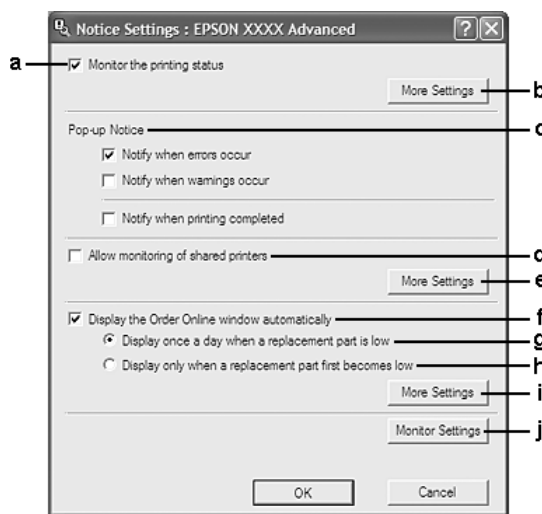 Notice Settings : EPSON XXXX Advanced
a Monitor the printing status
More Settings b
Pop-up Notice c
Notify when errors occur
Notify when warnings occur
Notify when printing completed
Allow monitoring of shared printers d
More Settings e
Display the Order Online window automatically f
Display once a day when a replacement part is low g
Display only when a replacement part first becomes low h
More Settings i
Monitor Settings j
OK Cancel